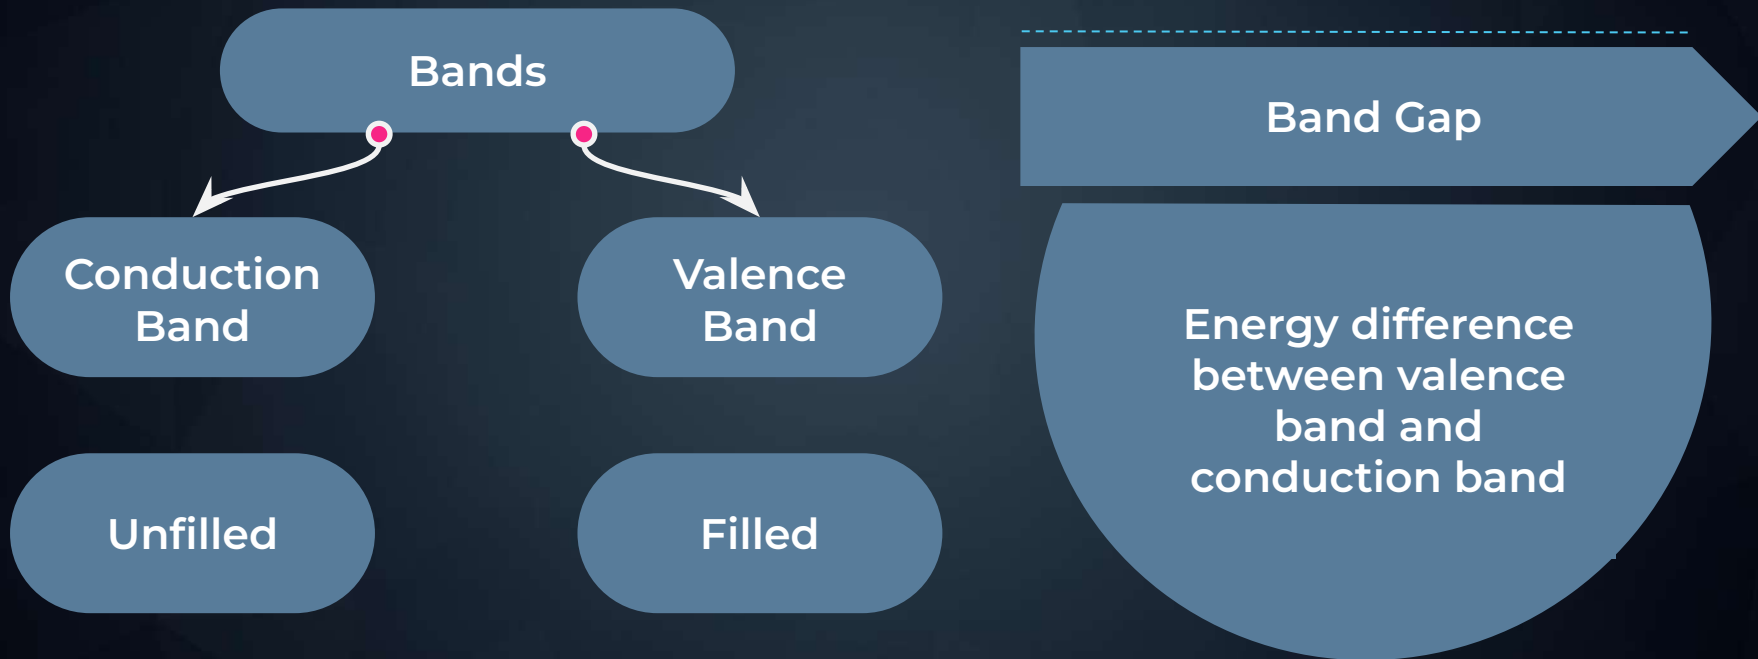 Bands
Conduction
Band
Valence
Band
Unfilled
Filled
Band Gap
Energy difference
between valence
band and
conduction band